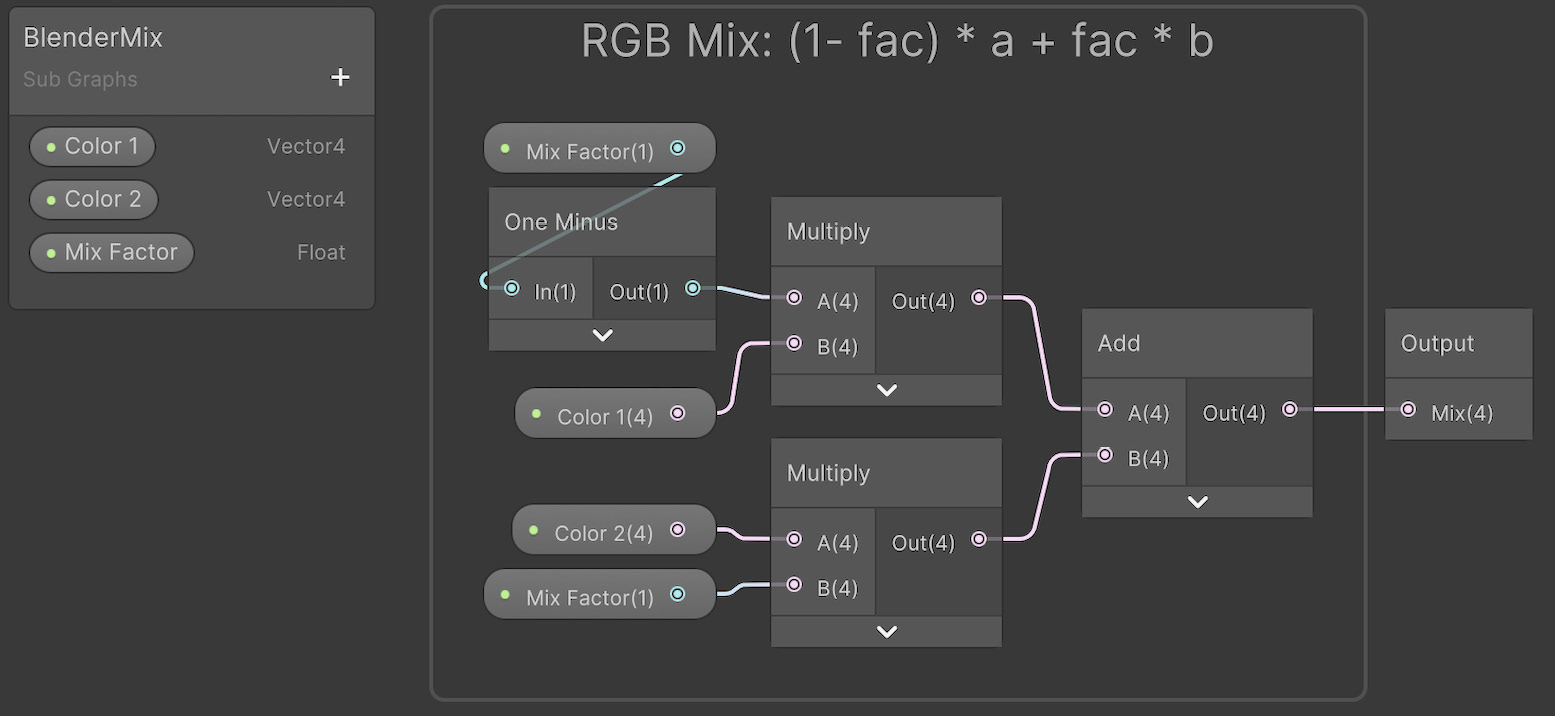 BlenderMix
Sub Graphs
+
Color 1 Vector4
Color 2 Vector4
Mix Factor Float
RGB Mix: (1- fac) * a + fac * b
Mix Factor(1)
One Minus
In(1) Out(1)
Color 1(4)
Multiply
A(4) Out(4)
B(4)
Color 2(4)
Mix Factor(1)
Multiply
A(4) Out(4)
B(4)
Add
A(4) Out(4)
B(4)
Output
Mix(4)